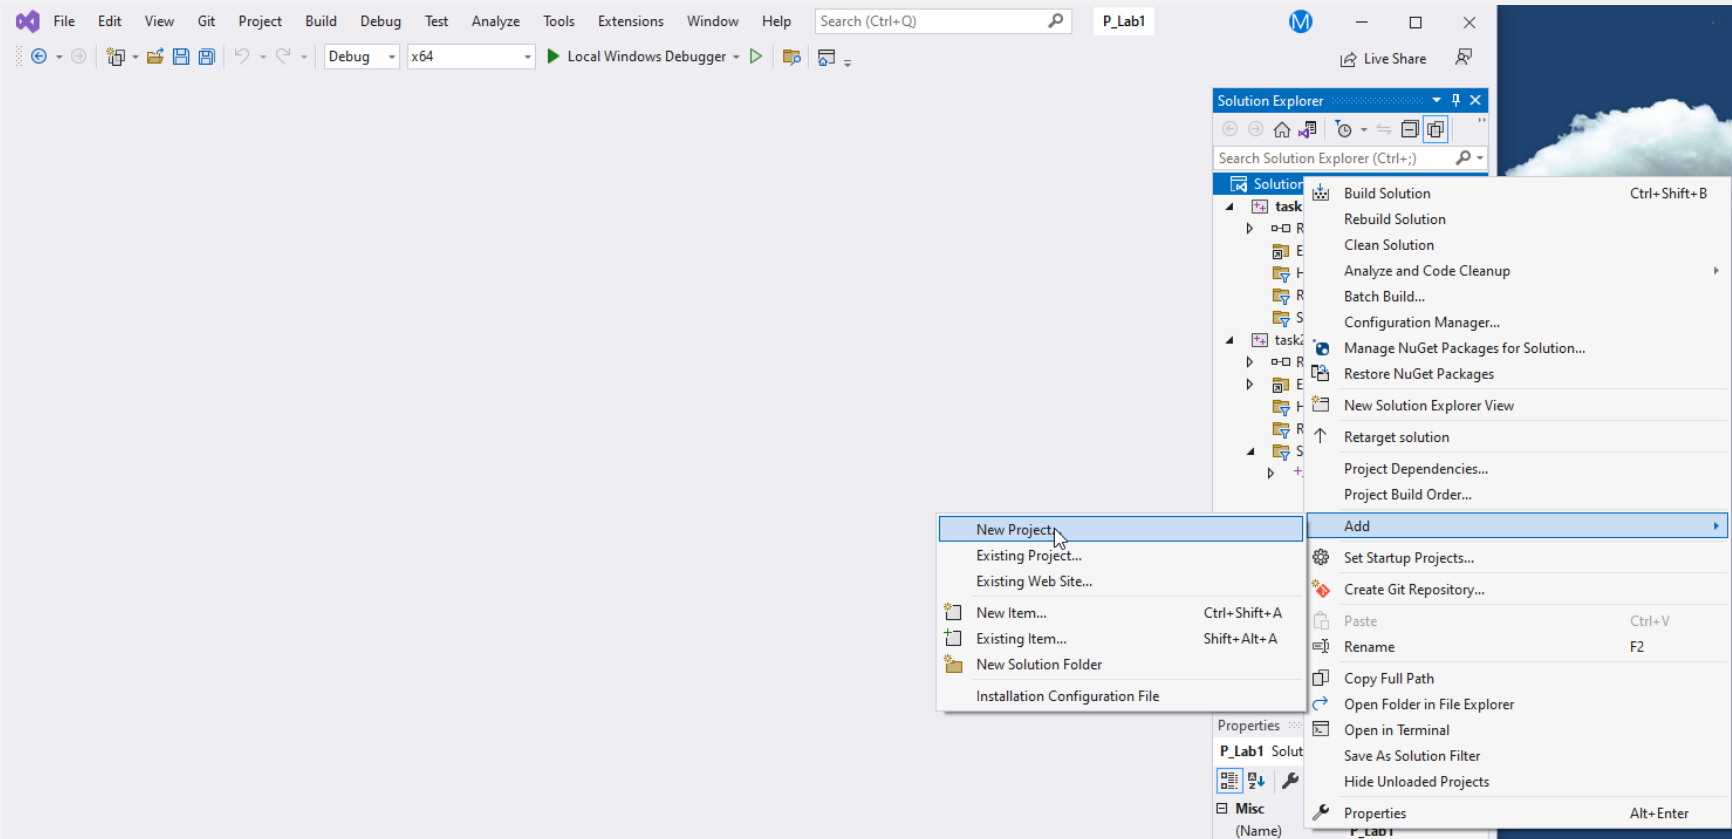 File Edit View Git Project Build Debug Test Analyze Tools Extensions Window Help Search (Ctrl+Q) P_Lab1 M
Debug x64 Local Windows Debugger Live Share
Solution Explorer
Search Solution Explorer (Ctrl+;)
Solution
task
R
E
H
R
S
task2
R
E
H
R
S
Build Solution Ctrl+Shift+B
Rebuild Solution
Clean Solution
Analyze and Code Cleanup
Batch Build...
Configuration Manager...
Manage NuGet Packages for Solution...
Restore NuGet Packages
New Solution Explorer View
Retarget solution
Project Dependencies...
Project Build Order...
Add
Set Startup Projects...
Create Git Repository...
Paste Ctrl+V
Rename F2
Copy Full Path
Open Folder in File Explorer
Open in Terminal
Save As Solution Filter
Hide Unloaded Projects
Properties Alt+Enter
New Project...
Existing Project...
Existing Web Site...
New Item... Ctrl+Shift+A
Existing Item... Shift+Alt+A
New Solution Folder
Installation Configuration File
Properties
P_Lab1 Solut
Misc
(Name) P_Lab1